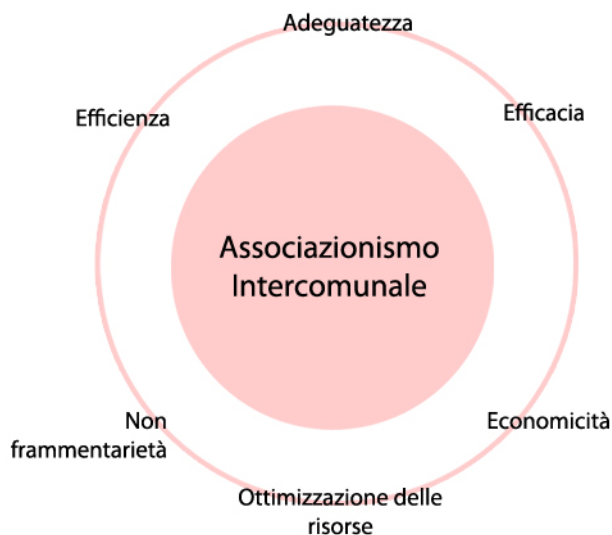 Adeguatezza
Efficienza
Efficacia
Associazionismo
Intercomunale
Non
frammentarietà
Economicità
Ottimizzazione delle
risorse